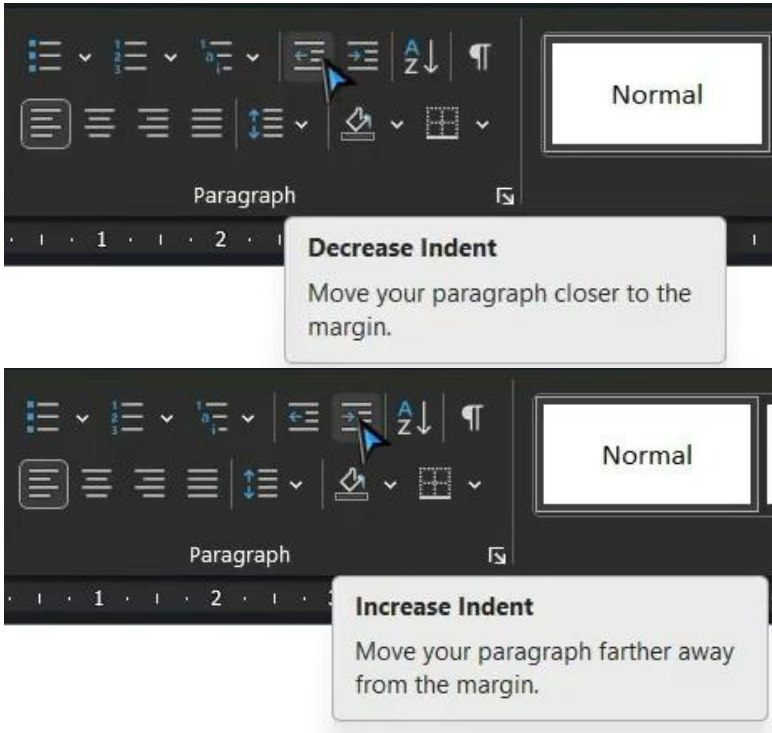 Normal
Paragraph
1 2
Decrease Indent
Move your paragraph closer to the
margin.
Normal
Paragraph
1 2
Increase Indent
Move your paragraph farther away
from the margin.